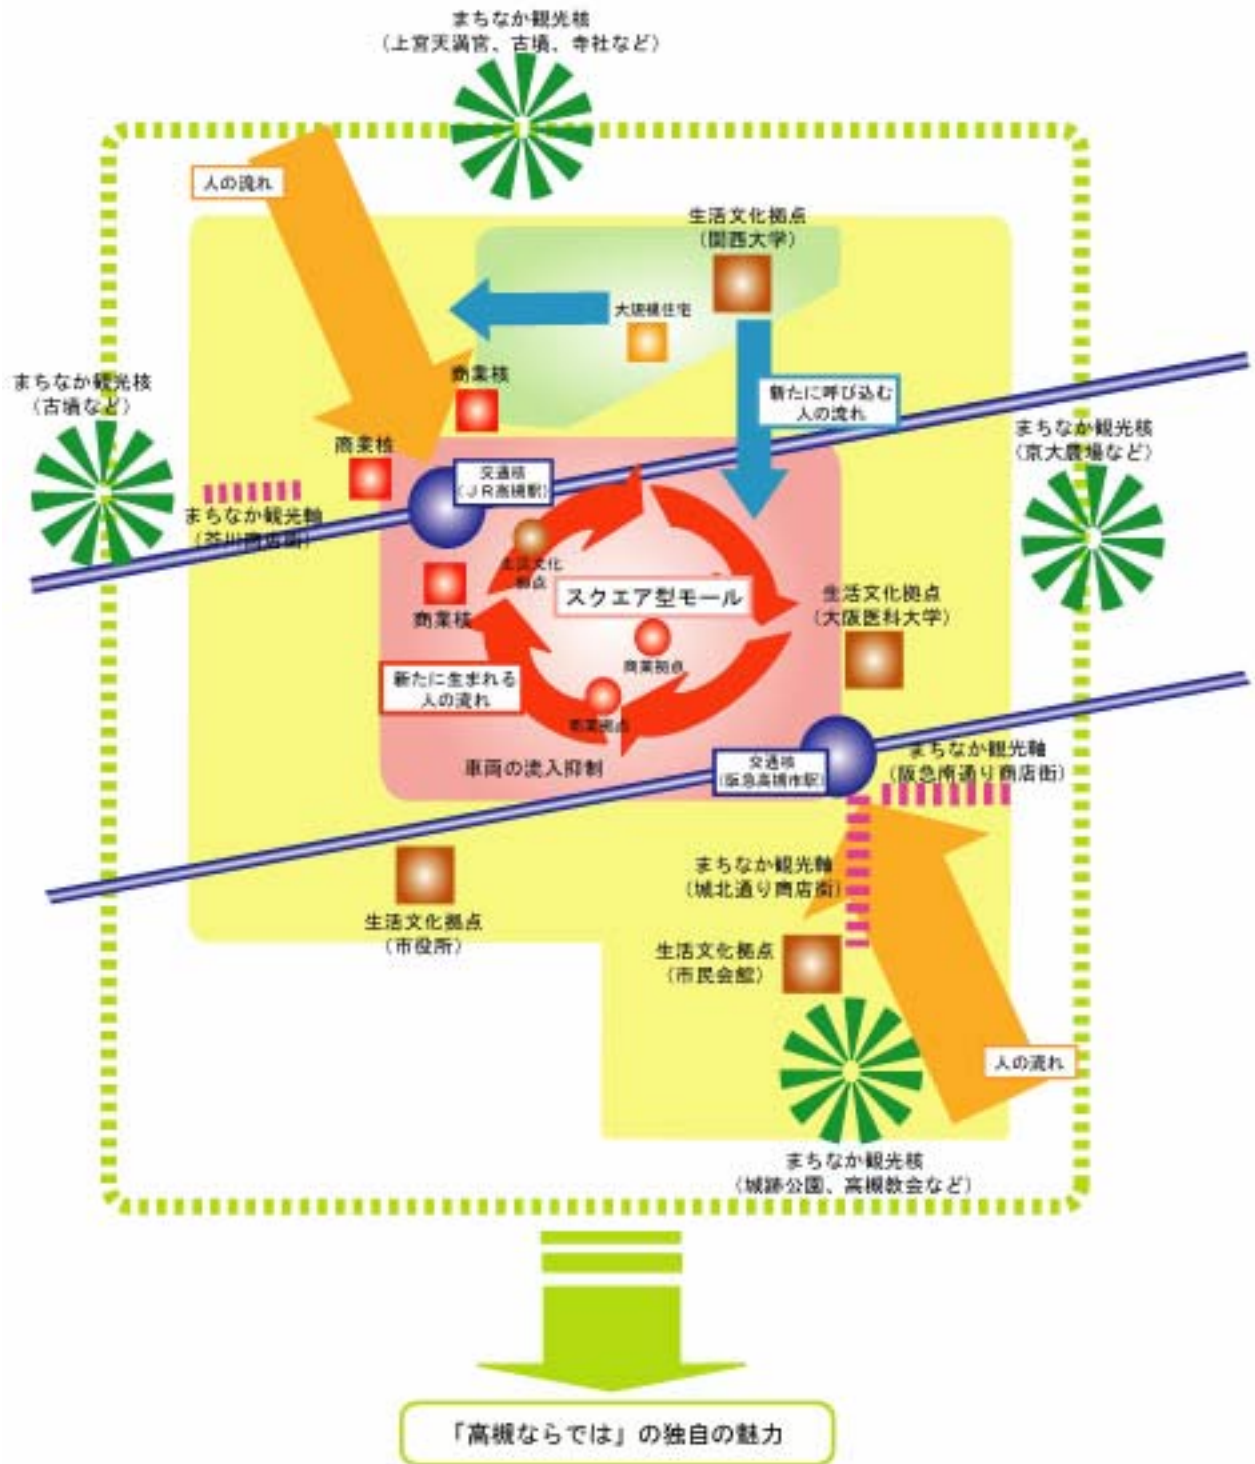 まちなか観光核
（上宮天満宮、古墳、寺社など）
人の流れ
生活文化拠点
（関西大学）
大規模住宅
商業核
新たに呼び込む
人の流れ
まちなか観光核
（古墳など）
まちなか観光核
（京大農場など）
商業核
交通核
（ＪＲ高槻駅）
まちなか観光軸
（芥川商店街）
生活文化
拠点
スクエア型モール
生活文化拠点
（大阪医科大学）
商業核
商業拠点
新たに生まれる
人の流れ
商業拠点
車両の流入抑制
交通核
（阪急高槻市駅）
まちなか観光軸
（阪急南通り商店街）
まちなか観光軸
（城北通り商店街）
生活文化拠点
（市役所）
生活文化拠点
（市民会館）
人の流れ
まちなか観光核
（城跡公園、高槻教会など）
「高槻ならでは」の独自の魅力